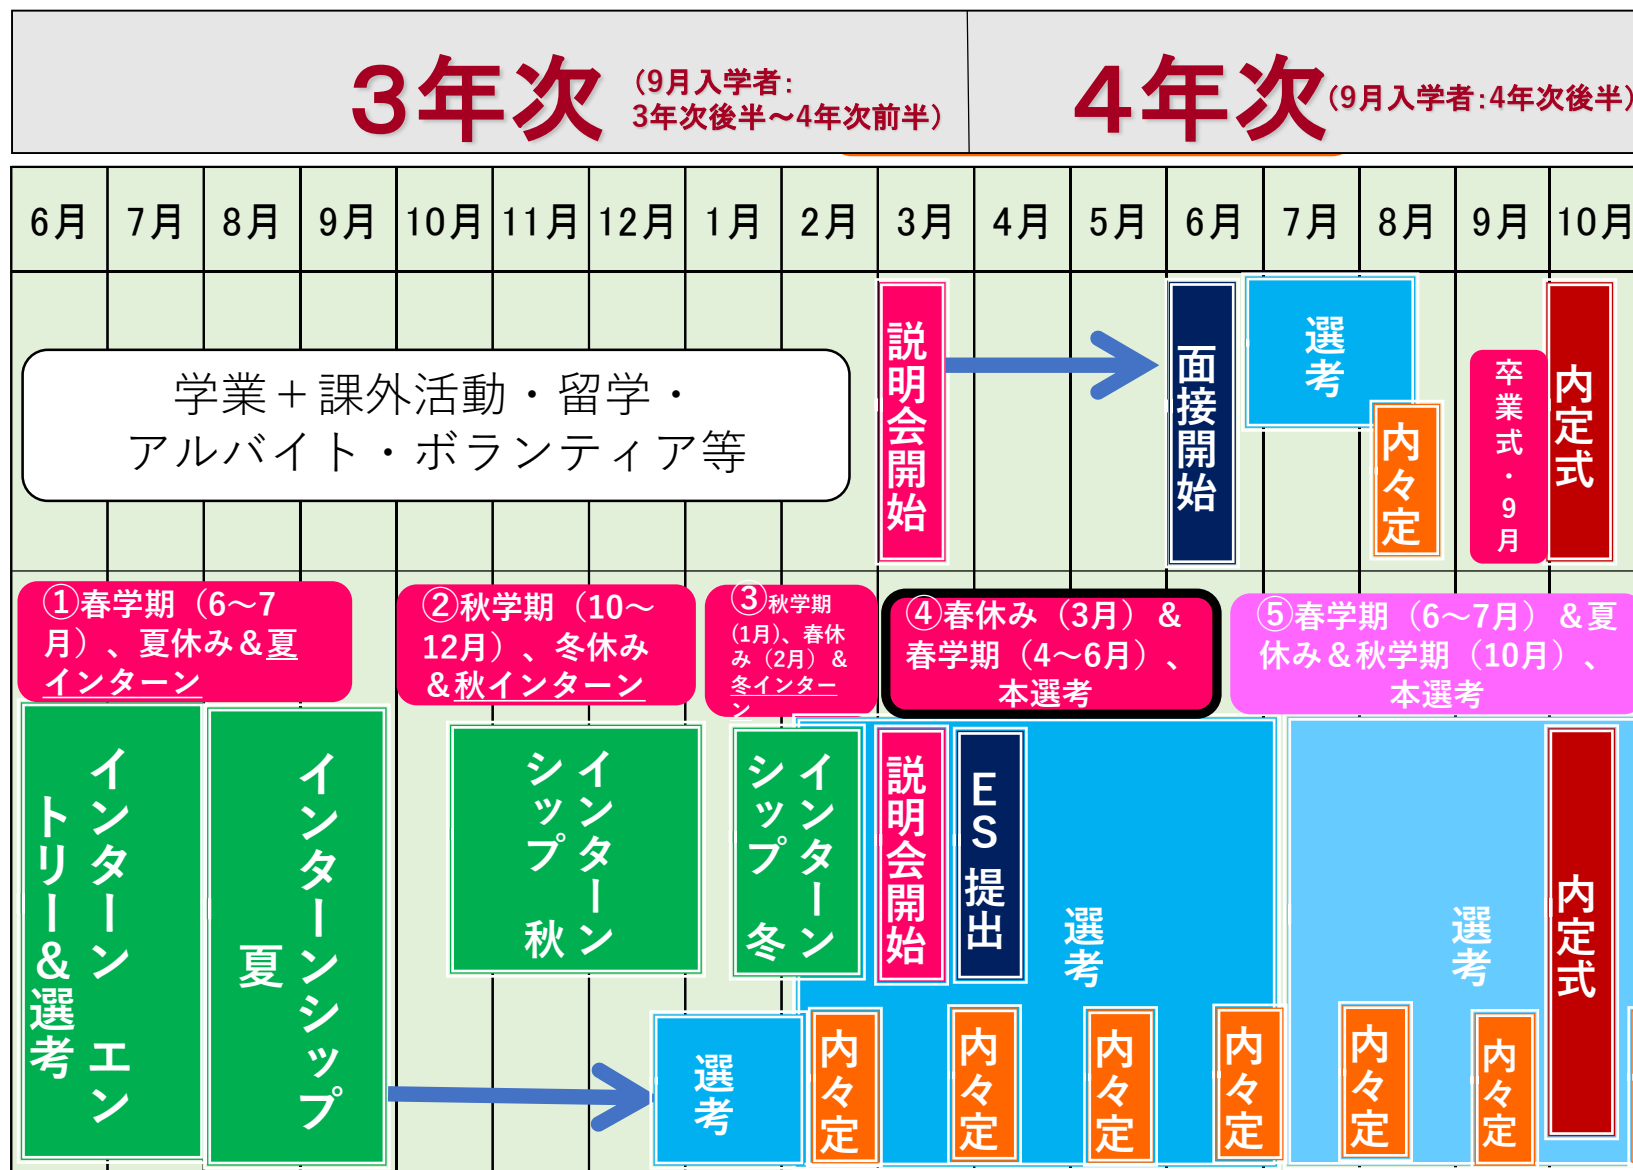 3年次
(9月入学者:
3年次後半～4年次前半)
4年次
(9月入学者:4年次後半)
6月
7月
8月
9月
10月
11月
12月
1月
2月
3月
4月
5月
6月
7月
8月
9月
10月
学業＋課外活動・留学・
アルバイト・ボランティア等
説明会開始
面接開始
選考
内々定
卒業式・9月
内定式
①春学期（6～7
月）、夏休み＆夏
インターン
②秋学期（10～
12月）、冬休み
＆秋インターン
③秋学期
(1月)、春休
み（2月）＆
冬インター
ン
④春休み（3月）＆
春学期（4～6月）、
本選考
⑤春学期（6～7月）＆夏
休み＆秋学期（10月）、
本選考
インターン エン
トリー＆選考
インターンシップ
夏
インターン
シップ 秋
インターン
シップ 冬
説明会開始
ES提出
選考
選考
内定式
選考
内々定
内々定
内々定
内々定
内々定
内々定